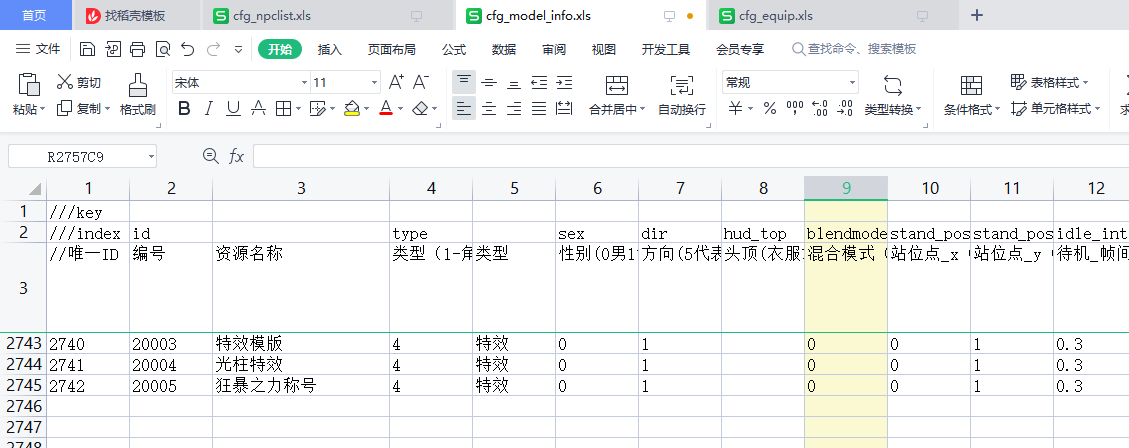 首页 找稻壳模板 cfg_npclist.xls cfg_model_info.xls cfg_equip.xls +
文件 开始 插入 页面布局 公式 数据 审阅 视图 开发工具 会员专享 查找命令、搜索模板
粘贴 剪切 复制 格式刷 宋体 11 A+ A- B I U A 合并居中 自动换行 常规 ¥ % 000 类型转换 条件格式 表格样式 单元格样式
R2757C9 fx
1 2 3 4 5 6 7 8 9 10 11 12
1 ///key
2 ///index id type sex dir hud_top blendmode stand_pos stand_pos idle_int
3 //唯一ID 编号 资源名称 类型（1-角 类型 性别(0男1 方向(5代表 头顶(衣服 混合模式（ 站位点_x 站位点_y 待机_帧间
2743 2740 20003 特效模版 4 特效 0 1 0 0 1 0.3
2744 2741 20004 光柱特效 4 特效 0 1 0 0 1 0.3
2745 2742 20005 狂暴之力称号 4 特效 0 1 0 0 1 0.3
2746
2747
2748